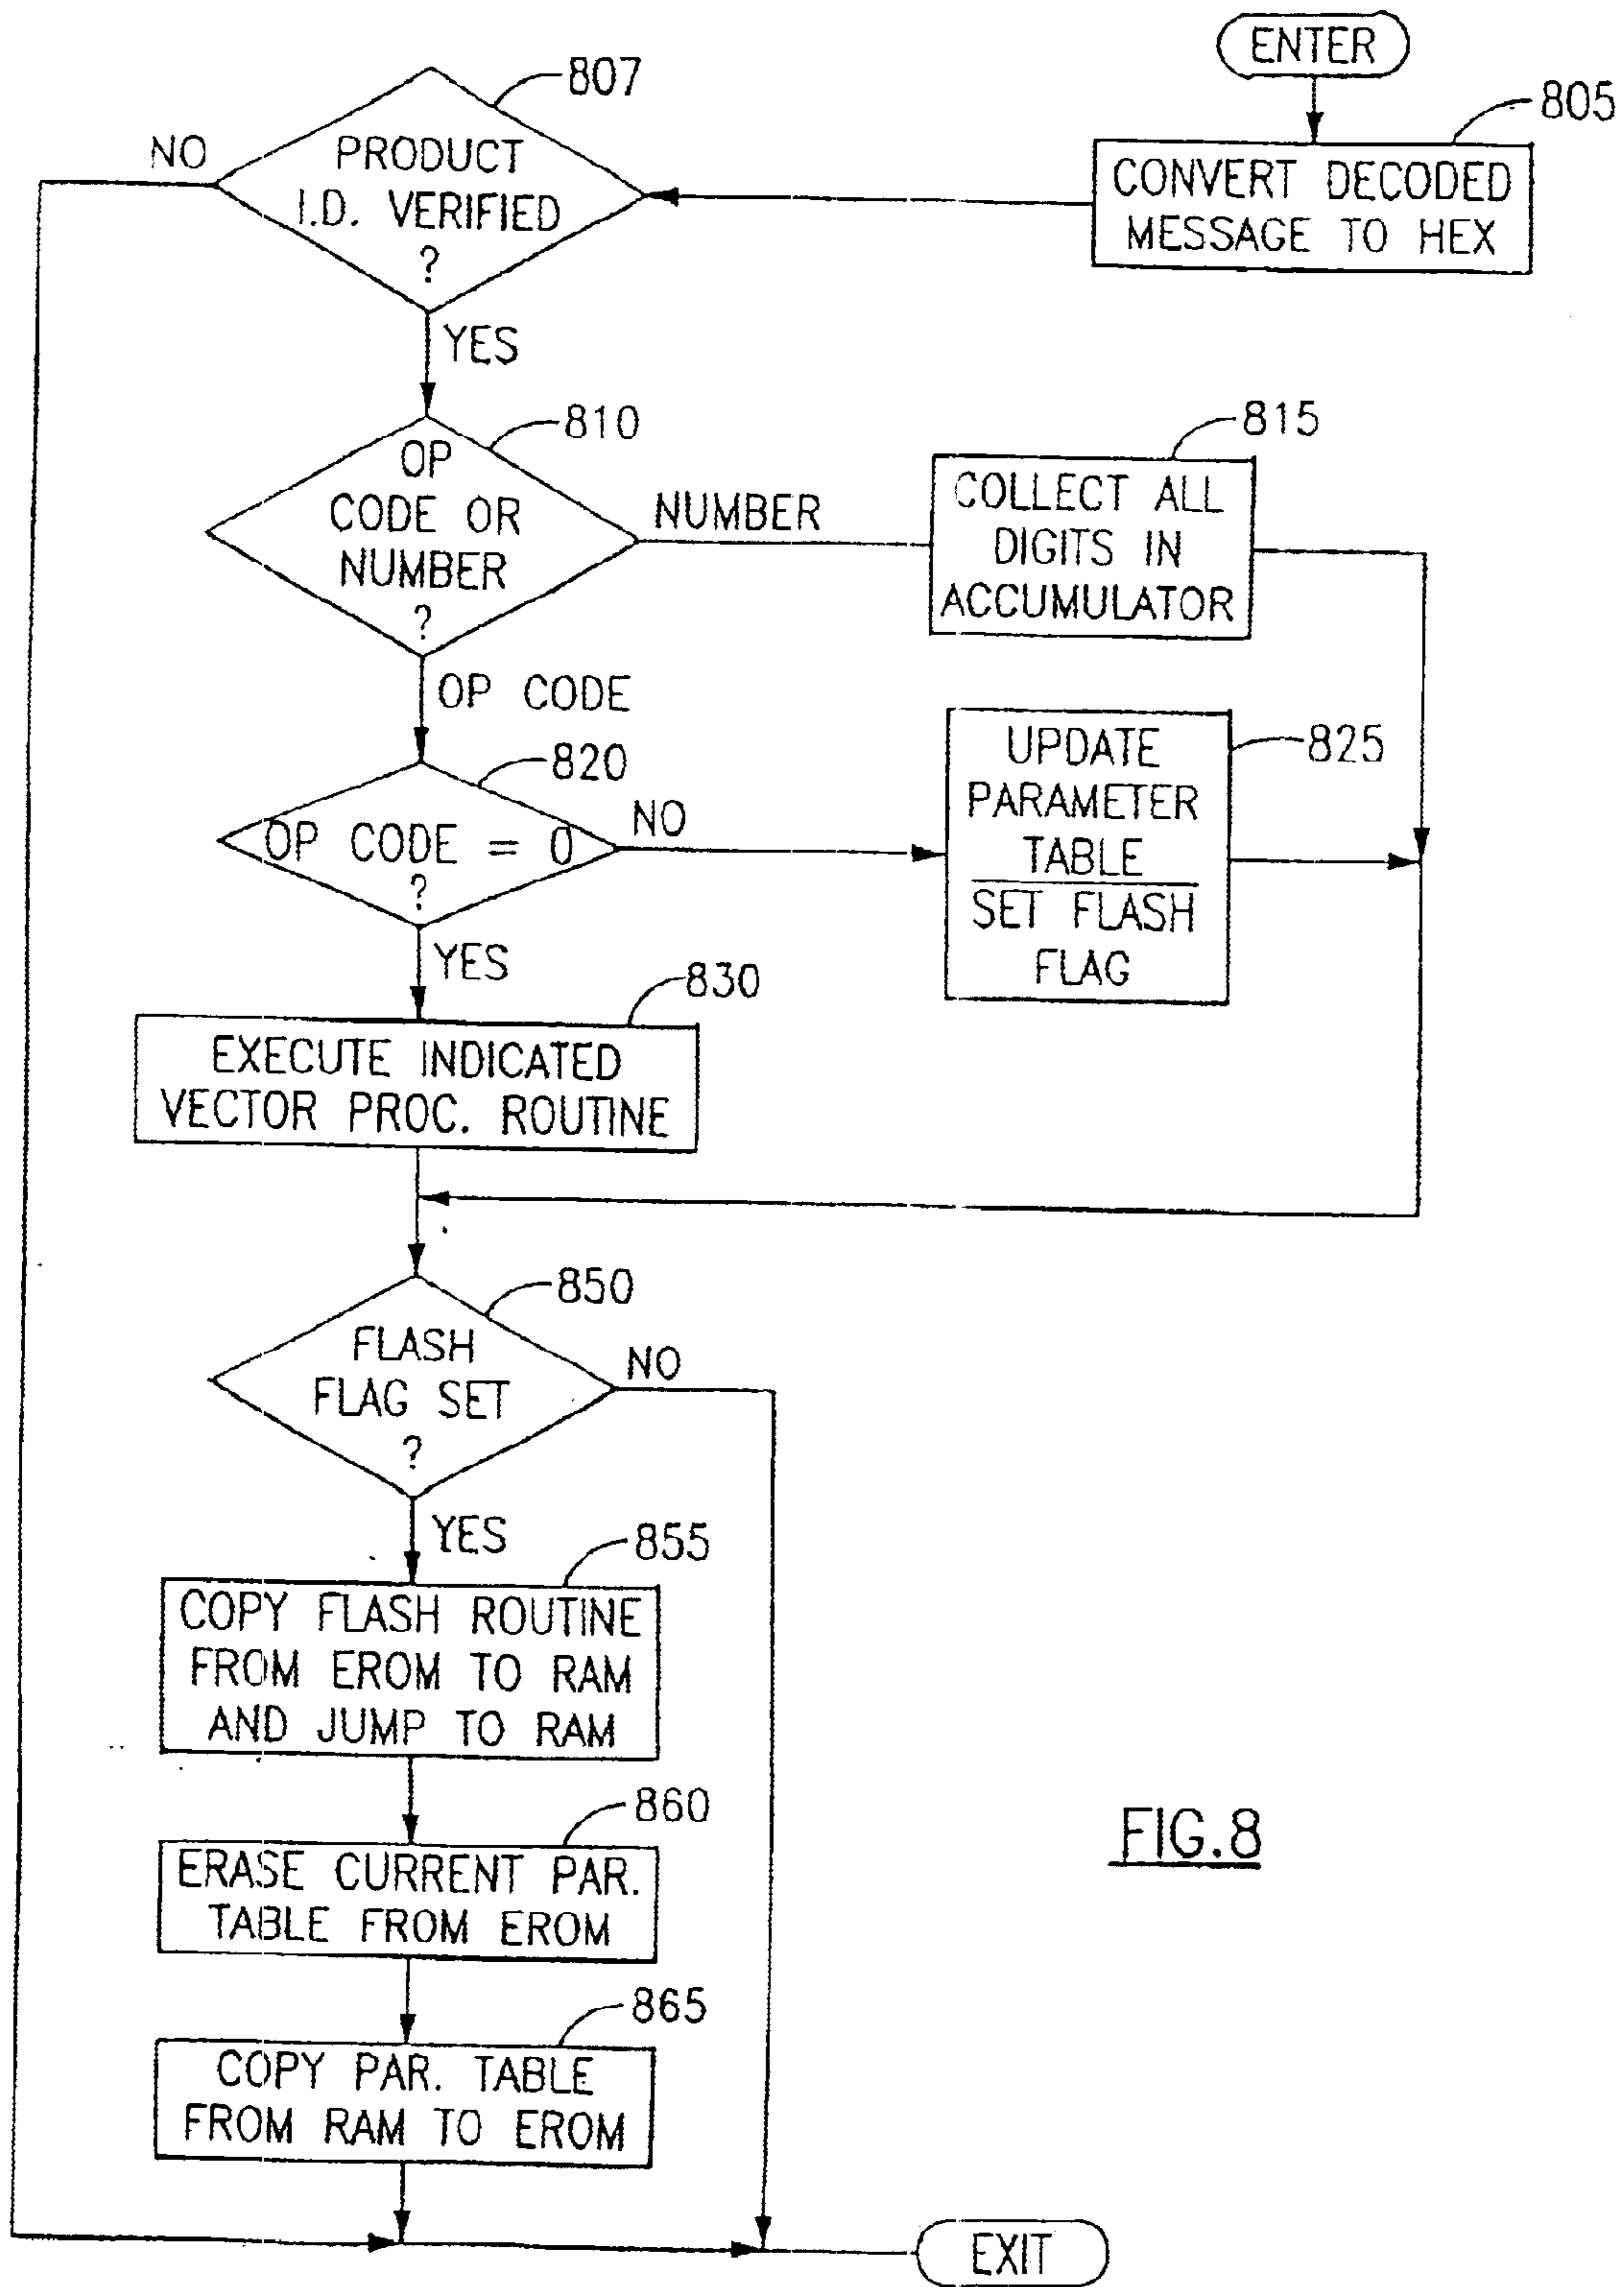 ENTER
805
CONVERT DECODED
MESSAGE TO HEX
807
NO
PRODUCT
I.D. VERIFIED
?
YES
810
OP
CODE OR
NUMBER
?
NUMBER
815
COLLECT ALL
DIGITS IN
ACCUMULATOR
OP CODE
820
OP CODE = 0
?
NO
825
UPDATE
PARAMETER
TABLE
SET FLASH
FLAG
YES
830
EXECUTE INDICATED
VECTOR PROC. ROUTINE
850
FLASH
FLAG SET
?
NO
YES
855
COPY FLASH ROUTINE
FROM EROM TO RAM
AND JUMP TO RAM
860
ERASE CURRENT PAR.
TABLE FROM EROM
865
COPY PAR. TABLE
FROM RAM TO EROM
EXIT
FIG.8